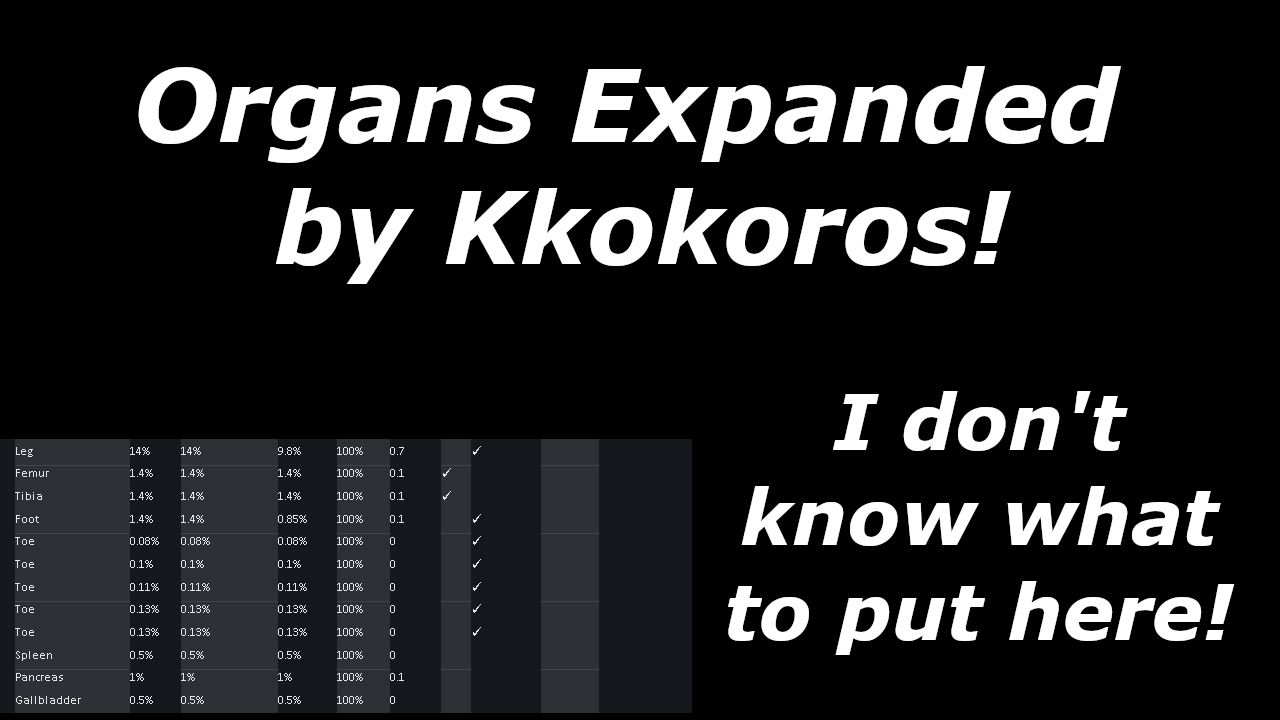 Organs Expanded
by Kkokoros!
I don't
know what
to put here!
Leg 14% 14% 9.8% 100% 0.7 ✓
Femur 1.4% 1.4% 1.4% 100% 0.1 ✓
Tibia 1.4% 1.4% 1.4% 100% 0.1 ✓
Foot 1.4% 1.4% 0.85% 100% 0.1 ✓
Toe 0.08% 0.08% 0.08% 100% 0 ✓
Toe 0.1% 0.1% 0.1% 100% 0 ✓
Toe 0.11% 0.11% 0.11% 100% 0 ✓
Toe 0.13% 0.13% 0.13% 100% 0 ✓
Toe 0.13% 0.13% 0.13% 100% 0 ✓
Spleen 0.5% 0.5% 0.5% 100% 0
Pancreas 1% 1% 1% 100% 0.1
Gallbladder 0.5% 0.5% 0.5% 100% 0